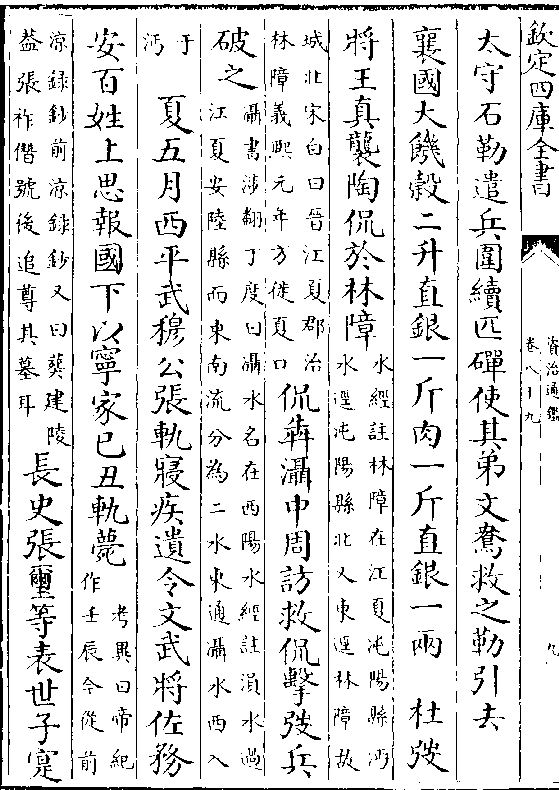 欽定四庫全書
資治通鑑
卷八十九
九
太守石勒遣兵圍續匹磾使其弟文鴦救之勒引去
襄國大饑穀二升直銀一斤肉一斤直銀一兩　杜弢
將王真襲陶侃於林障
水經註林障在江夏沌陽縣沔
水逕沌陽縣北又東逕林障故
城北宋白曰晉江夏郡治
林障義熙元年方徙夏口
侃犇灄中周訪救侃擊弢兵
破之
灄書涉翻丁度曰灄水名在西陽水經註溳水過
江夏安陸縣而東南流分為二水東通灄水西入
于
沔
夏五月西平武穆公張軌寢疾遺令文武將佐務
安百姓上思報國下以寧家巳丑軌薨
考異曰帝紀
作壬辰今從前
涼錄鈔前涼錄鈔又曰葬建陵
盖張祚僭號後追尊其墓耳
長史張璽等表世子寔